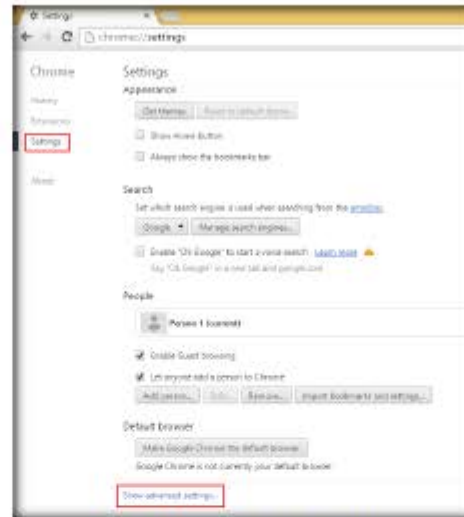 Settings
chrome://settings
Chrome
Settings
History
Extensions
Settings
About
Appearance
Get themes
Reset to default theme
Show Home button
Always show the bookmarks bar
Search
Set which search engine is used when searching from the omnibox.
Google
Manage search engines...
Enable "Ok Google" to start a voice search Learn more
Say "Ok Google" in a new tab and google.com
People
Person 1 (current)
Enable Guest browsing
Let anyone add a person to Chrome
Add person...
Edit...
Remove...
Import bookmarks and settings...
Default browser
Make Google Chrome the default browser
Google Chrome is not currently your default browser.
Show advanced settings...